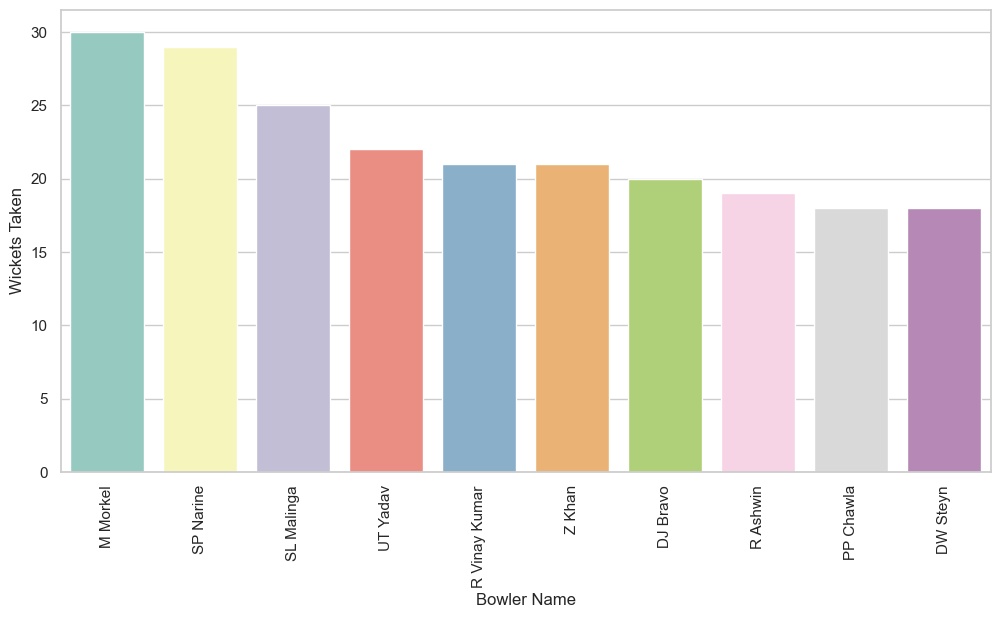 30
25
20
15
10
5
0
Wickets Taken
M Morkel
SP Narine
SL Malinga
UT Yadav
R Vinay Kumar
Z Khan
DJ Bravo
R Ashwin
PP Chawla
DW Steyn
Bowler Name